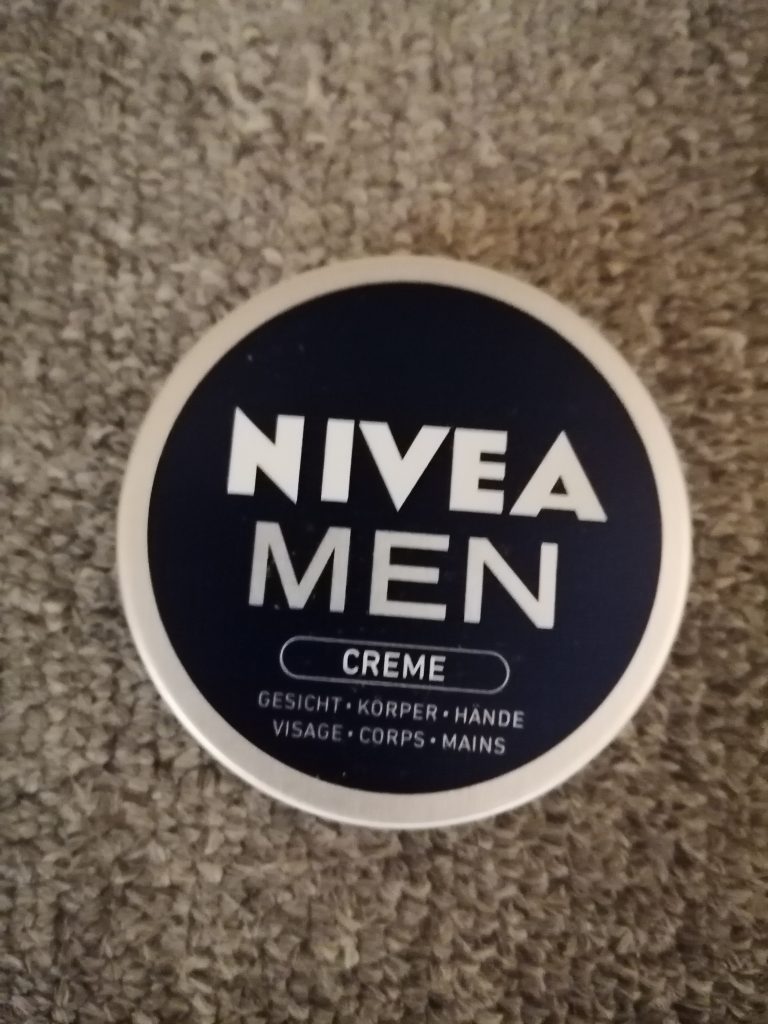 NIVEA
MEN
CREME
GESICHT • KÖRPER • HÄNDE
VISAGE • CORPS • MAINS